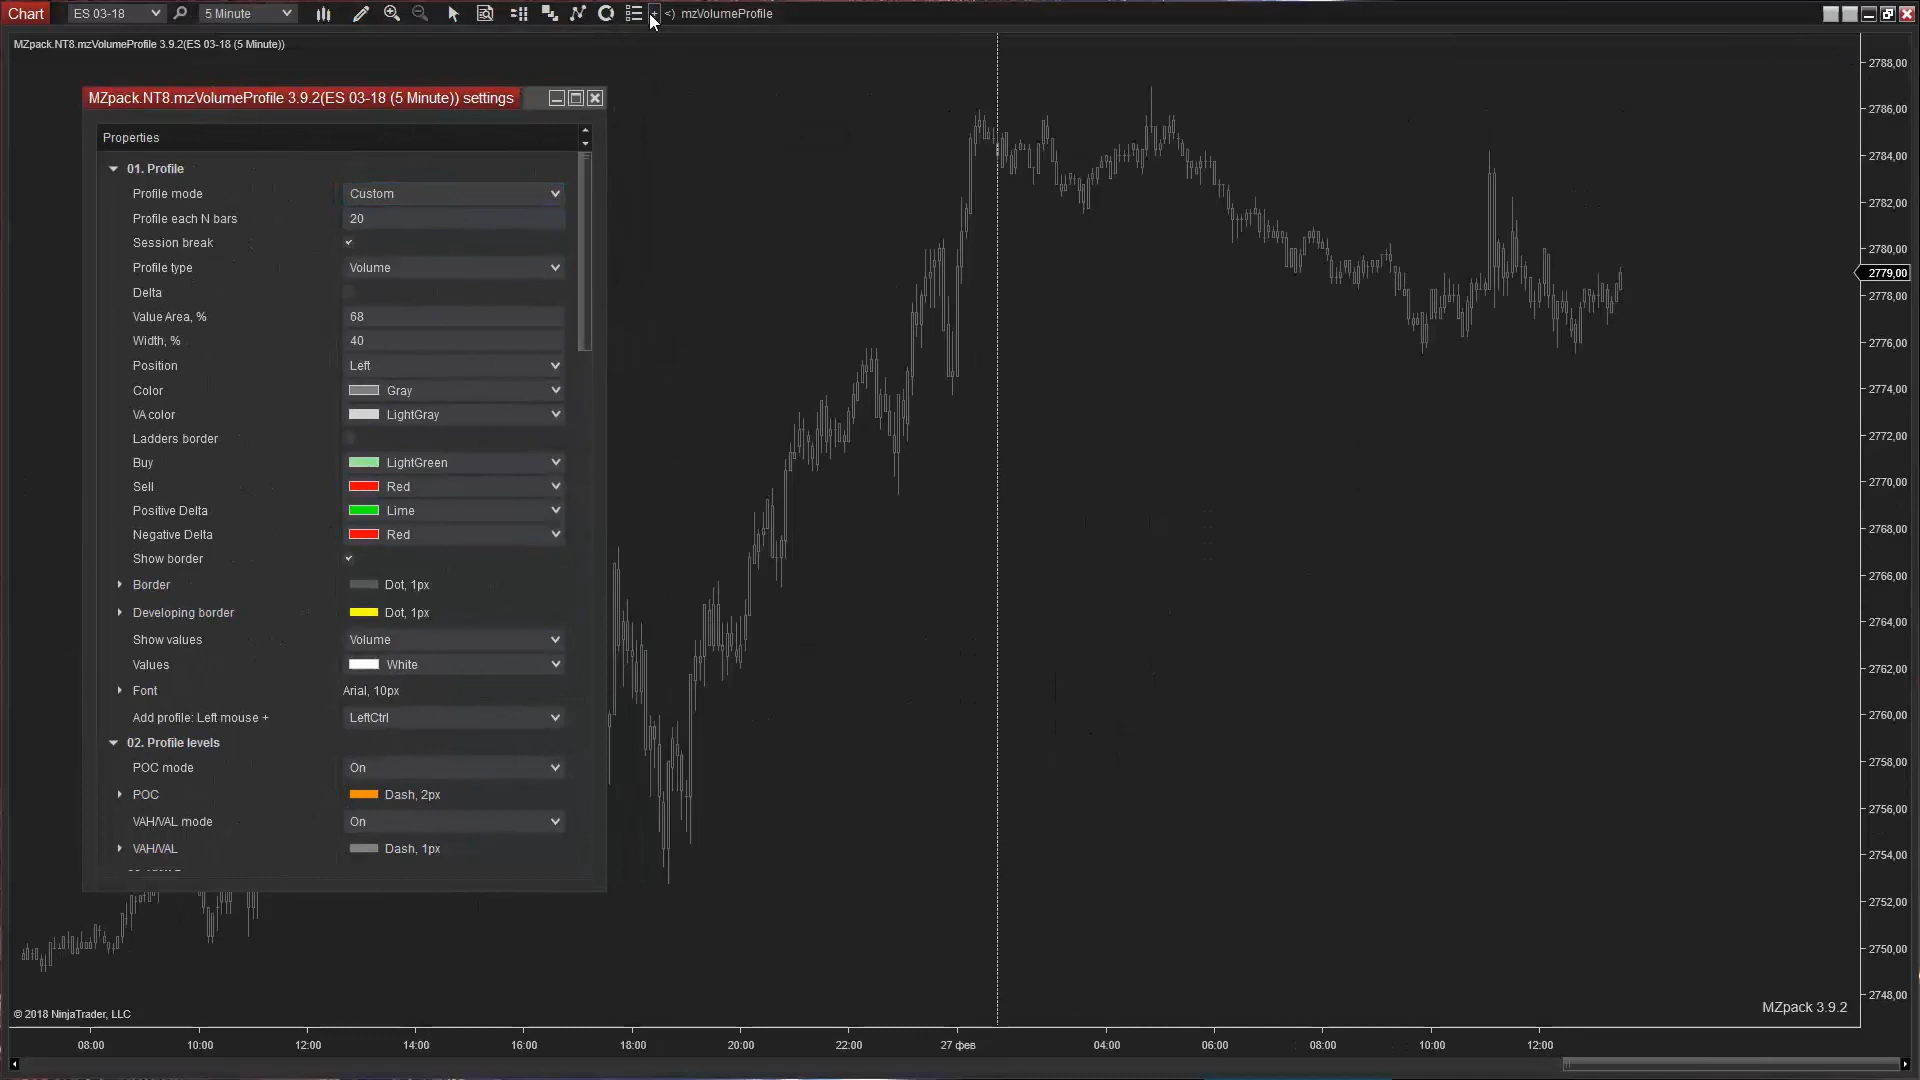 Chart
ES 03-18
5 Minute
<) mzVolumeProfile
MZpack.NT8.mzVolumeProfile 3.9.2(ES 03-18 (5 Minute))
MZpack.NT8.mzVolumeProfile 3.9.2(ES 03-18 (5 Minute)) settings
Properties
01. Profile
Profile mode Custom
Profile each N bars 20
Session break
Profile type Volume
Delta
Value Area, % 68
Width, % 40
Position Left
Color Gray
VA color LightGray
Ladders border
Buy LightGreen
Sell Red
Positive Delta Lime
Negative Delta Red
Show border
Border Dot, 1px
Developing border Dot, 1px
Show values Volume
Values White
Font Arial, 10px
Add profile: Left mouse + LeftCtrl
02. Profile levels
POC mode On
POC Dash, 2px
VAH/VAL mode On
VAH/VAL Dash, 1px
2788,00
2786,00
2784,00
2782,00
2780,00
2779,00
2778,00
2776,00
2774,00
2772,00
2770,00
2768,00
2766,00
2764,00
2762,00
2760,00
2758,00
2756,00
2754,00
2752,00
2750,00
2748,00
MZpack 3.9.2
© 2018 NinjaTrader, LLC
08:00 10:00 12:00 14:00 16:00 18:00 20:00 22:00 27 фев 04:00 06:00 08:00 10:00 12:00